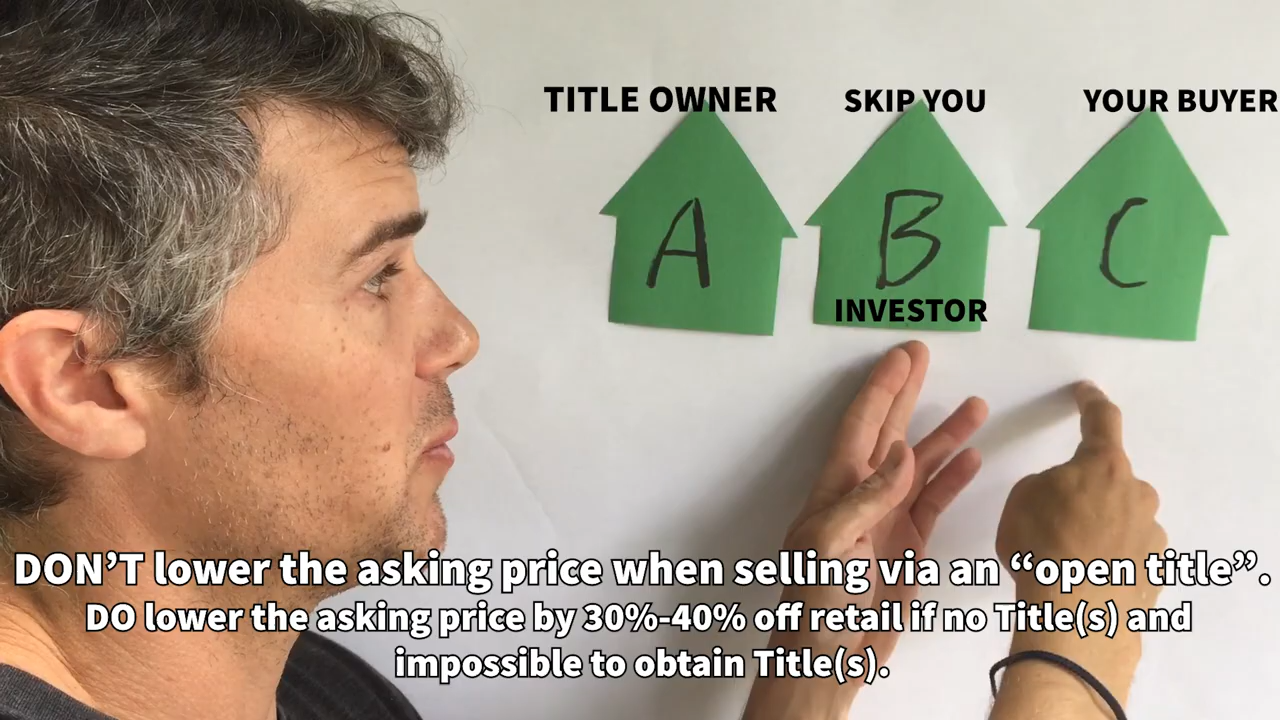 TITLE OWNER
SKIP YOU
YOUR BUYER
A
B
C
INVESTOR
DON’T lower the asking price when selling via an “open title”.
DO lower the asking price by 30%-40% off retail if no Title(s) and
impossible to obtain Title(s).